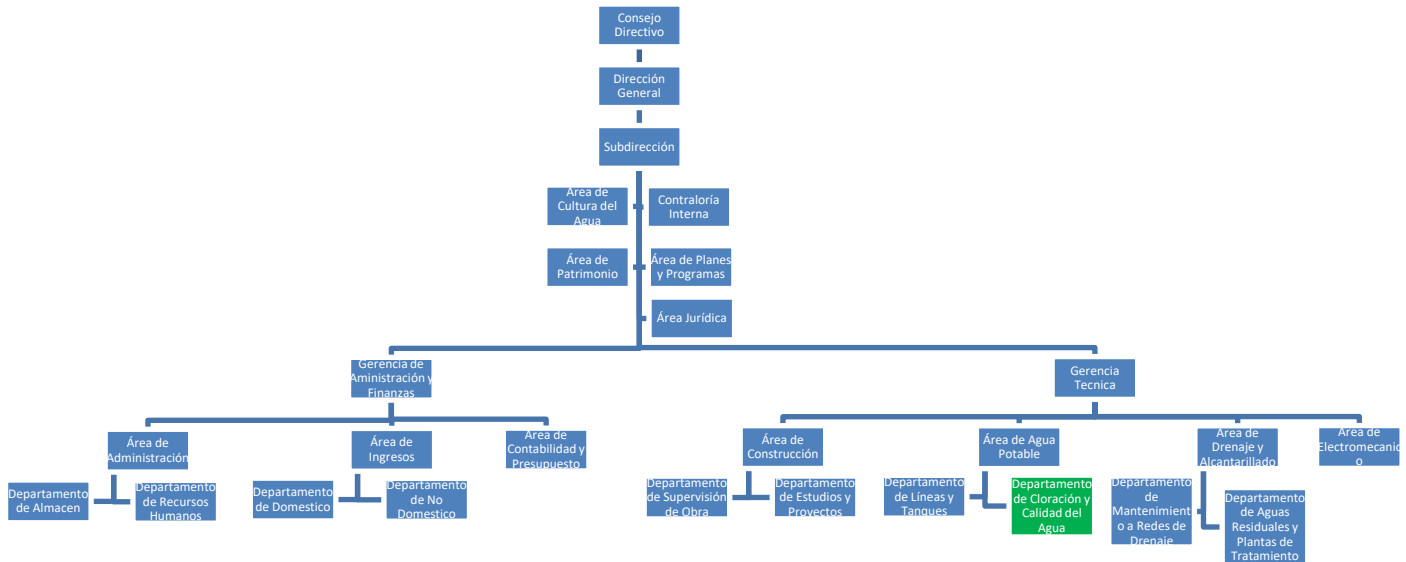 Consejo
Directivo
Dirección
General
Subdirección
Área de
Cultura del
Agua
Contraloría
Interna
Área de
Patrimonio
Área de Planes
y Programas
Área Jurídica
Gerencia de
Aministración y
Finanzas
Gerencia
Tecnica
Área de
Administración
Área de
Ingresos
Área de
Contabilidad y
Presupuesto
Área de
Construcción
Área de Agua
Potable
Área de
Drenaje y
Alcantarillado
Área de
Electromecanic
o
Departamento
de Almacen
Departamento
de Recursos
Humanos
Departamento
de Domestico
Departamento
de No
Domestico
Departamento
de Supervisión
de Obra
Departamento
de Estudios y
Proyectos
Departamento
de Líneas y
Tanques
Departamento
de Cloración y
Calidad del
Agua
Departamento
de
Mantenimient
o a Redes de
Drenaje
Departamento
de Aguas
Residuales y
Plantas de
Tratamiento